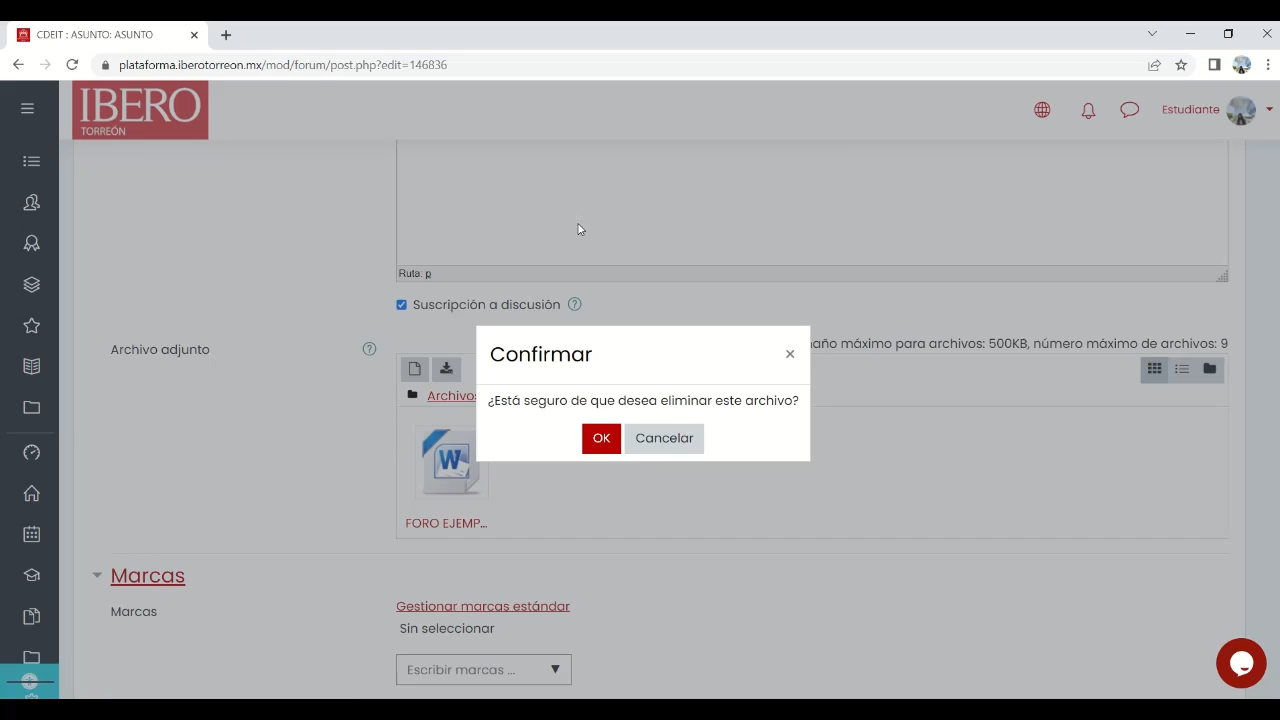 CDEIT : ASUNTO: ASUNTO
plataforma.iberotorreon.mx/mod/forum/post.php?edit=146836
IBERO
TORREÓN
Estudiante
Ruta: p
Suscripción a discusión
Archivo adjunto
año máximo para archivos: 500KB, número máximo de archivos: 9
Confirmar
Archivos
¿Está seguro de que desea eliminar este archivo?
OK
Cancelar
W
FORO EJEMP...
Marcas
Marcas
Gestionar marcas estándar
Sin seleccionar
Escribir marcas ...